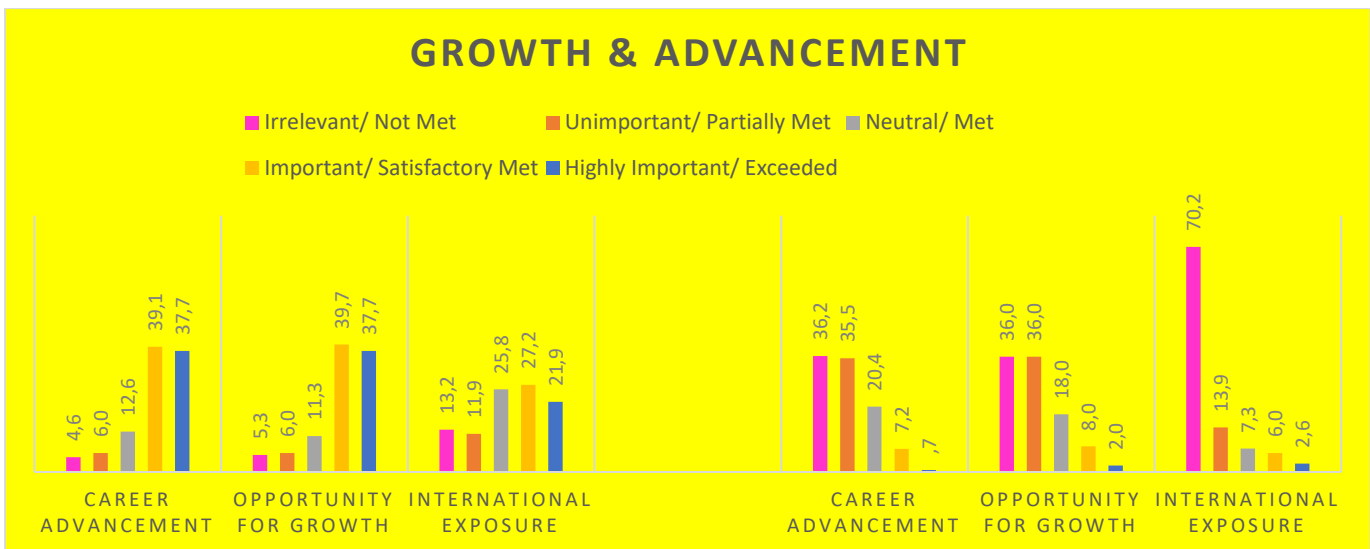 GROWTH & ADVANCEMENT
Irrelevant/ Not Met
Unimportant/ Partially Met
Neutral/ Met
Important/ Satisfactory Met
Highly Important/ Exceeded
4,6
6,0
12,6
39,1
37,7
5,3
6,0
11,3
39,7
37,7
13,2
11,9
25,8
27,2
21,9
36,2
35,5
20,4
7,2
,7
36,0
36,0
18,0
8,0
2,0
70,2
13,9
7,3
6,0
2,6
CAREER
ADVANCEMENT
OPPORTUNITY
FOR GROWTH
INTERNATIONAL
EXPOSURE
CAREER
ADVANCEMENT
OPPORTUNITY
FOR GROWTH
INTERNATIONAL
EXPOSURE